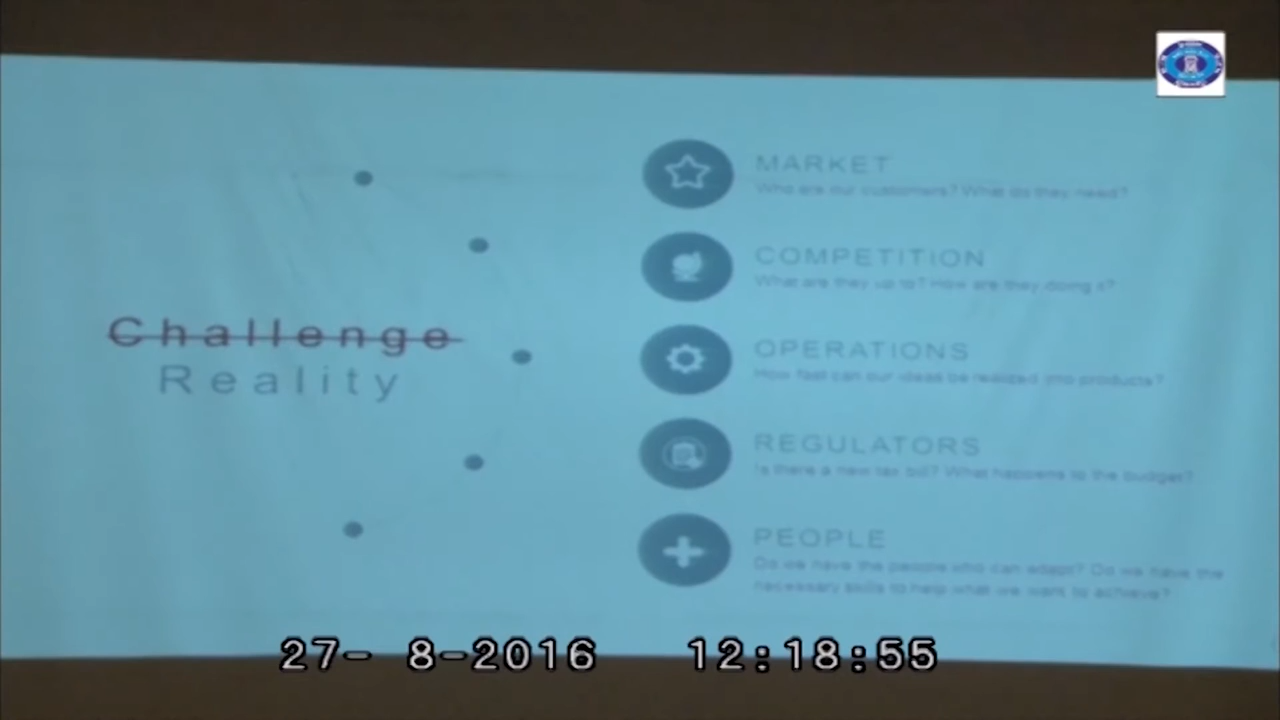 Challenge
Reality
MARKET
Who are our customers? What do they need?
COMPETITION
What are they up to? How are they doing it?
OPERATIONS
How fast can our ideas be realized into products?
REGULATORS
Is there a new tax bill? What happens to the budget?
PEOPLE
Do we have the people who can adapt? Do we have the
necessary skills to help what we want to achieve?
27- 8-2016 12:18:55